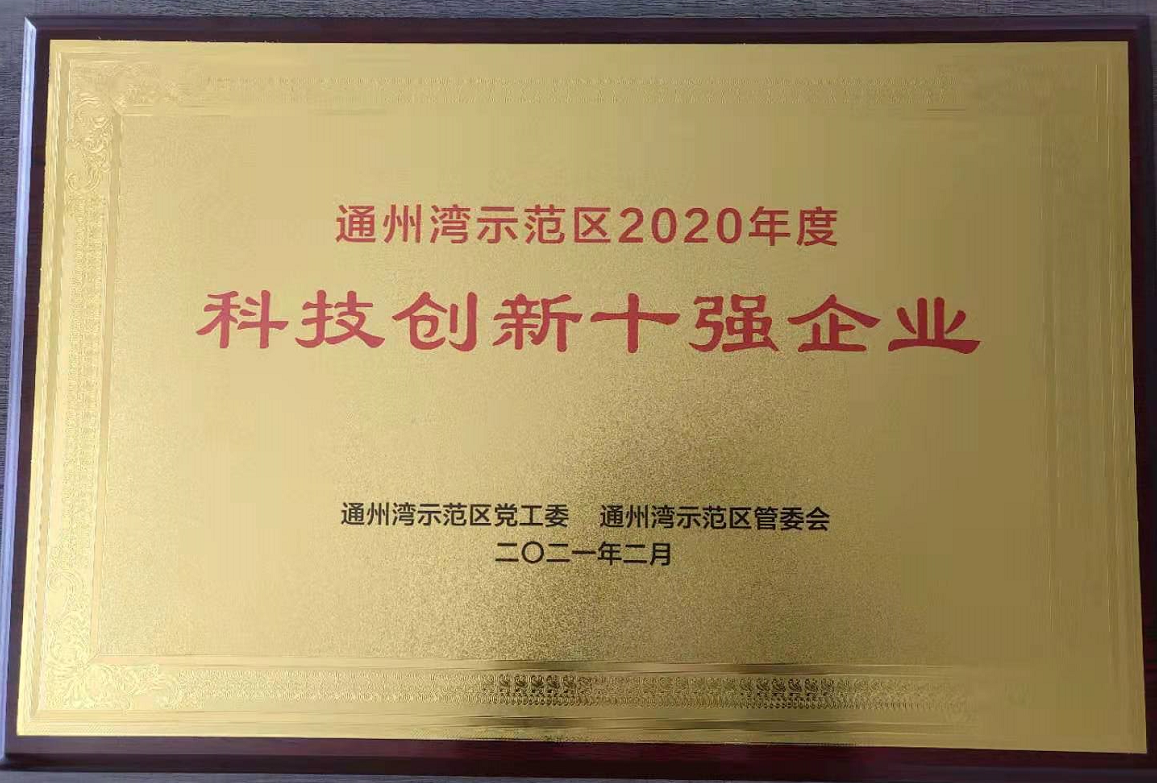 通州湾示范区2020年度
科技创新十强企业
通州湾示范区党工委 通州湾示范区管委会
二〇二一年二月